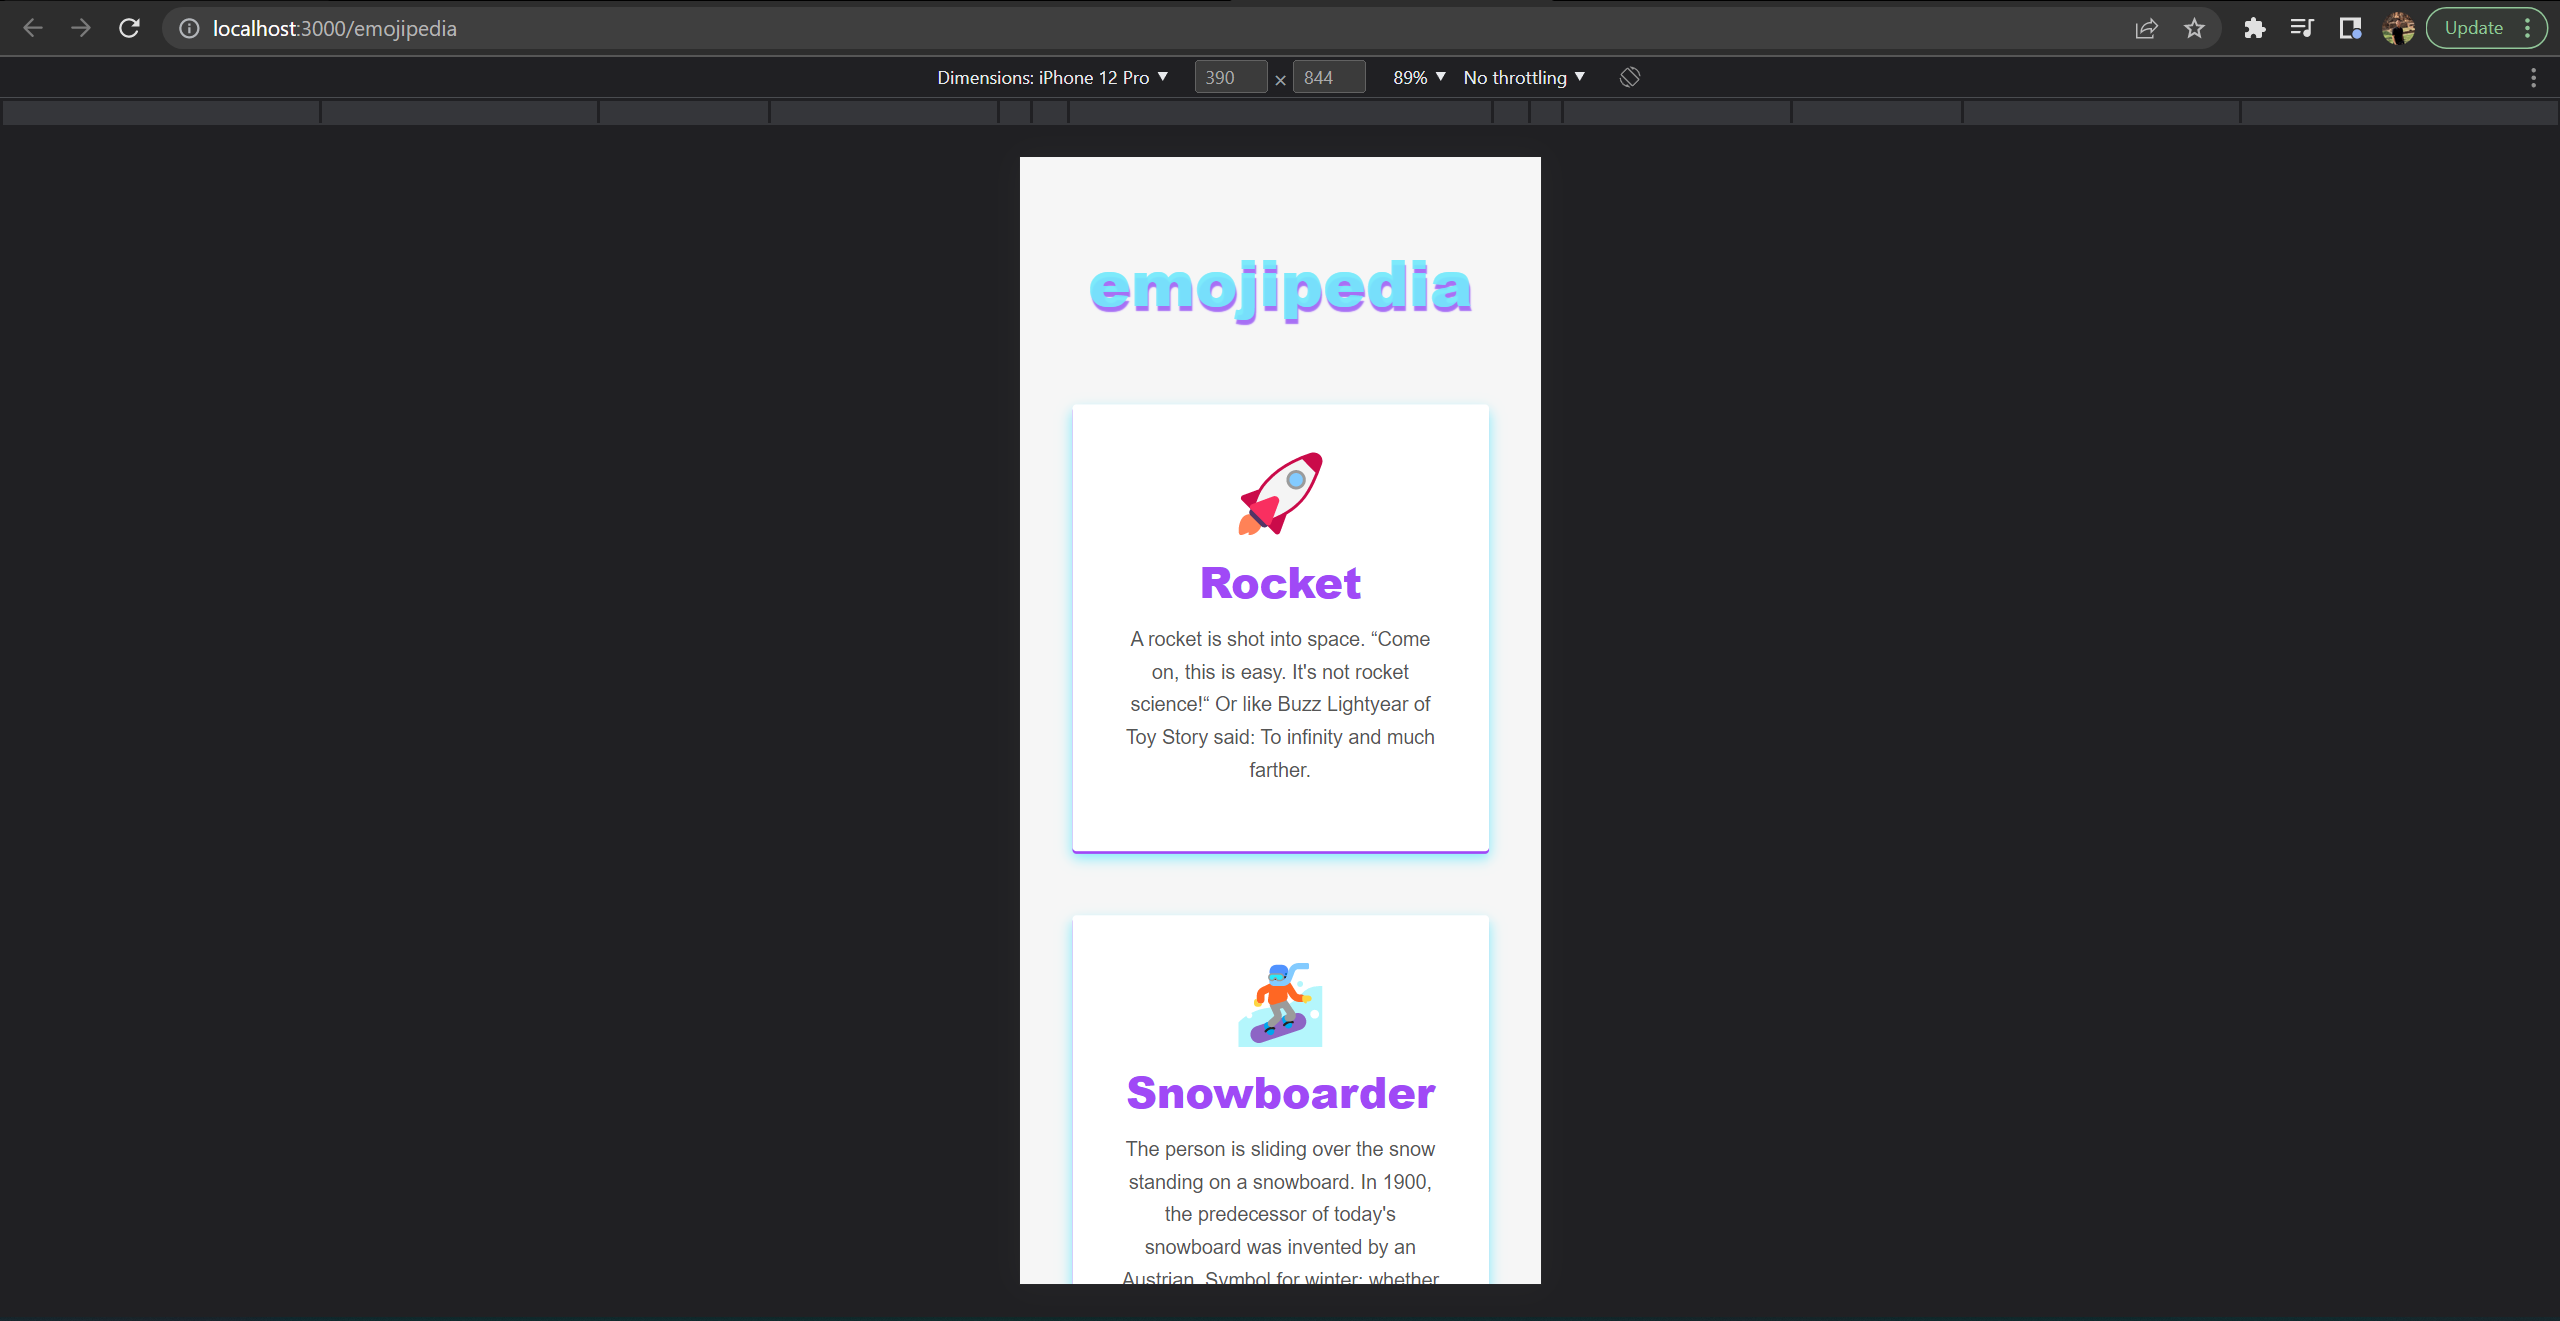 localhost:3000/emojipedia
Update
Dimensions: iPhone 12 Pro ▼ 390 × 844 89% ▼ No throttling ▼
emojipedia
Rocket
A rocket is shot into space. “Come
on, this is easy. It's not rocket
science!“ Or like Buzz Lightyear of
Toy Story said: To infinity and much
farther.
Snowboarder
The person is sliding over the snow
standing on a snowboard. In 1900,
the predecessor of today's
snowboard was invented by an
Austrian. Symbol for winter: whether